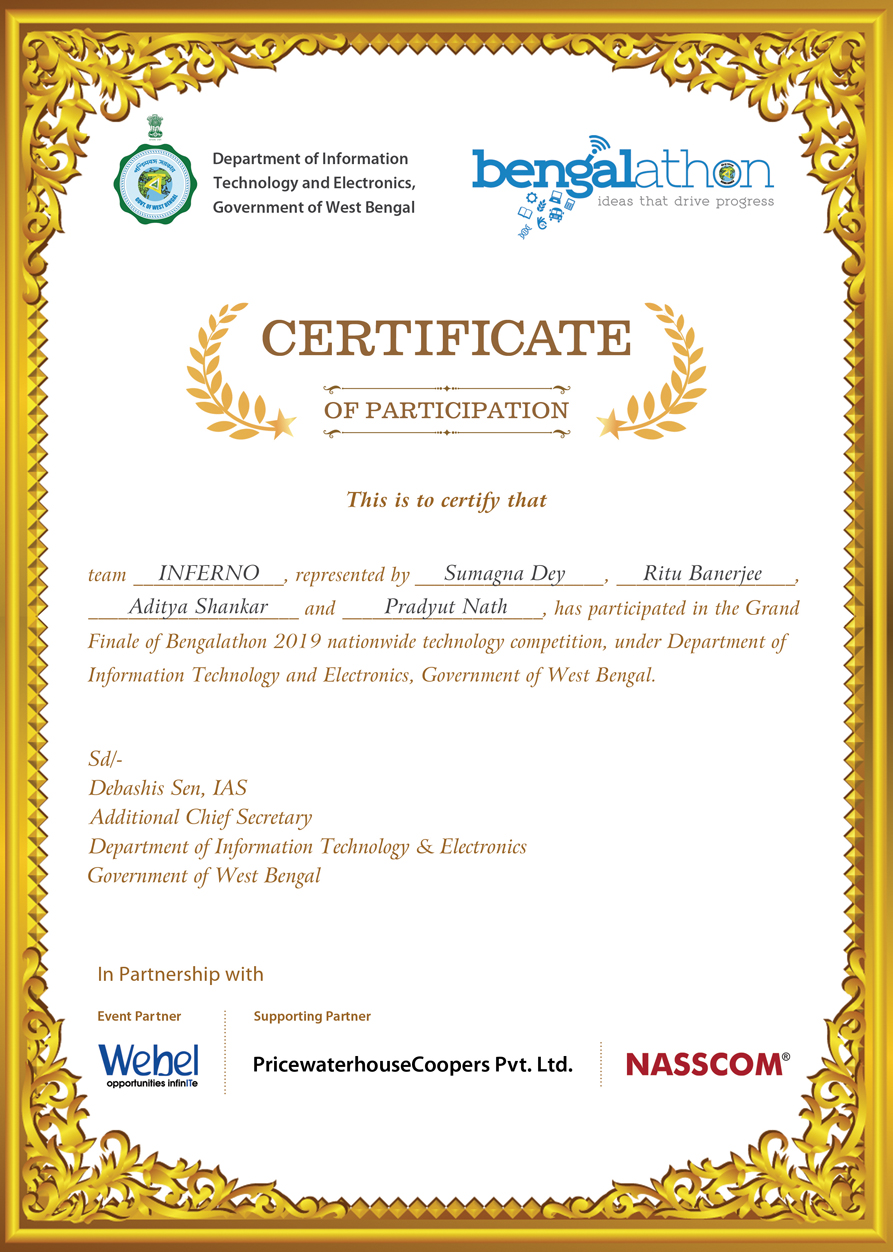 Department of Information
Technology and Electronics,
Government of West Bengal
bengalathon
ideas that drive progress
GOVT. OF WEST BENGAL
CERTIFICATE
OF PARTICIPATION
This is to certify that
team INFERNO, represented by Sumagna Dey, Ritu Banerjee,
Aditya Shankar and Pradyut Nath, has participated in the Grand
Finale of Bengalathon 2019 nationwide technology competition, under Department of
Information Technology and Electronics, Government of West Bengal.
Sd/-
Debashis Sen, IAS
Additional Chief Secretary
Department of Information Technology & Electronics
Government of West Bengal
In Partnership with
Event Partner
Supporting Partner
Webel
opportunities infinITe
PricewaterhouseCoopers Pvt. Ltd.
NASSCOM®